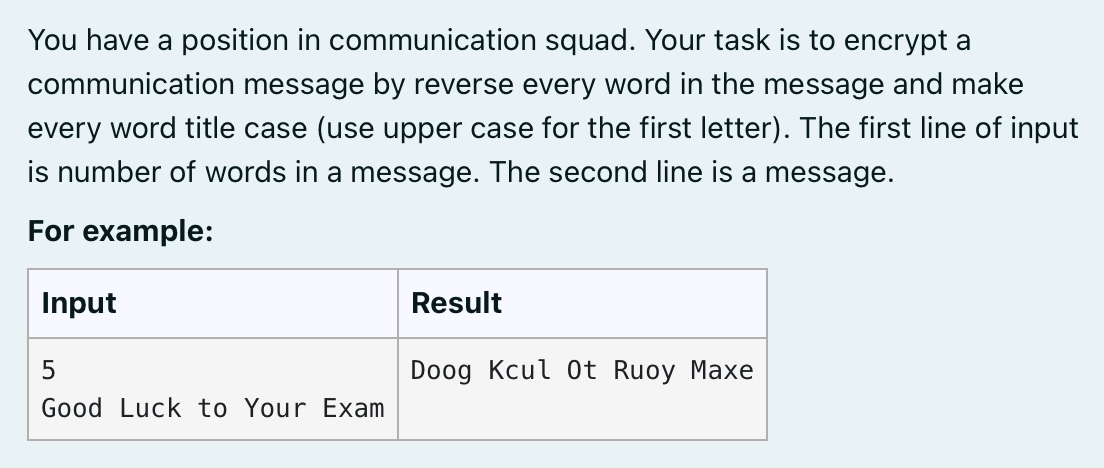 You have a position in communication squad. Your task is to encrypt a
communication message by reverse every word in the message and make
every word title case (use upper case for the first letter). The first line of input
is number of words in a message. The second line is a message.
For example:
Input Result
5 Doog Kcul Ot Ruoy Maxe
Good Luck to Your Exam